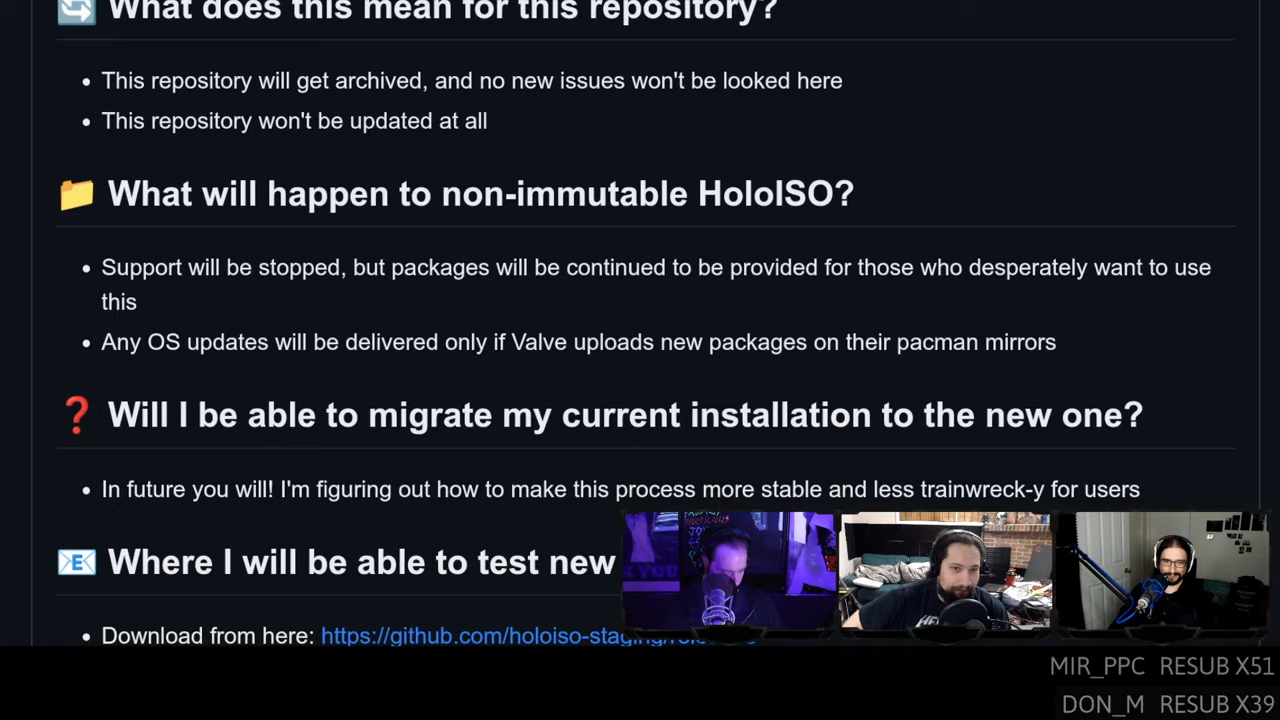 What does this mean for this repository?
This repository will get archived, and no new issues won't be looked here
This repository won't be updated at all
What will happen to non-immutable HoloISO?
Support will be stopped, but packages will be continued to be provided for those who desperately want to use
this
Any OS updates will be delivered only if Valve uploads new packages on their pacman mirrors
Will I be able to migrate my current installation to the new one?
In future you will! I'm figuring out how to make this process more stable and less trainwreck-y for users
Where I will be able to test new
Download from here: https://github.com/holoiso-staging/
MIR_PPC RESUB X51
DON_M RESUB X39